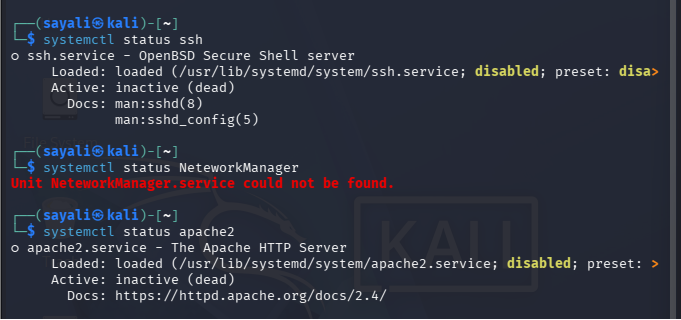 ┌──(sayali㉿kali)-[~]
└─$ systemctl status ssh
○ ssh.service - OpenBSD Secure Shell server
     Loaded: loaded (/usr/lib/systemd/system/ssh.service; disabled; preset: disa>
     Active: inactive (dead)
       Docs: man:sshd(8)
             man:sshd_config(5)
┌──(sayali㉿kali)-[~]
└─$ systemctl status NeteworkManager
Unit NeteworkManager.service could not be found.
┌──(sayali㉿kali)-[~]
└─$ systemctl status apache2
○ apache2.service - The Apache HTTP Server
     Loaded: loaded (/usr/lib/systemd/system/apache2.service; disabled; preset: >
     Active: inactive (dead)
       Docs: https://httpd.apache.org/docs/2.4/
KALI